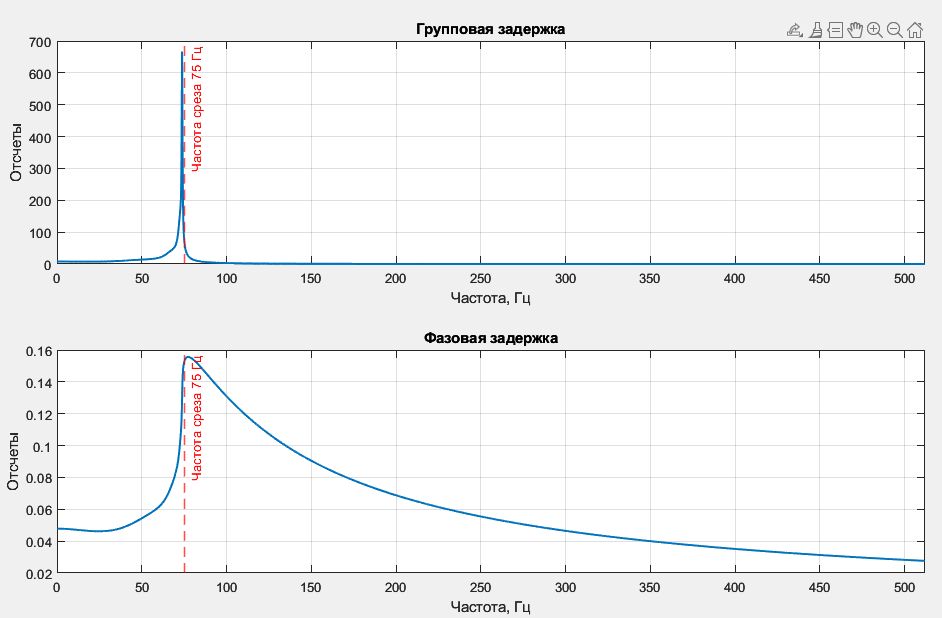 Групповая задержка
700
600
500
400
300
200
100
0
Отсчеты
Частота среза 75 Гц
0 50 100 150 200 250 300 350 400 450 500
Частота, Гц
Фазовая задержка
0.16
0.14
0.12
0.1
0.08
0.06
0.04
0.02
Отсчеты
Частота среза 75 Гц
0 50 100 150 200 250 300 350 400 450 500
Частота, Гц